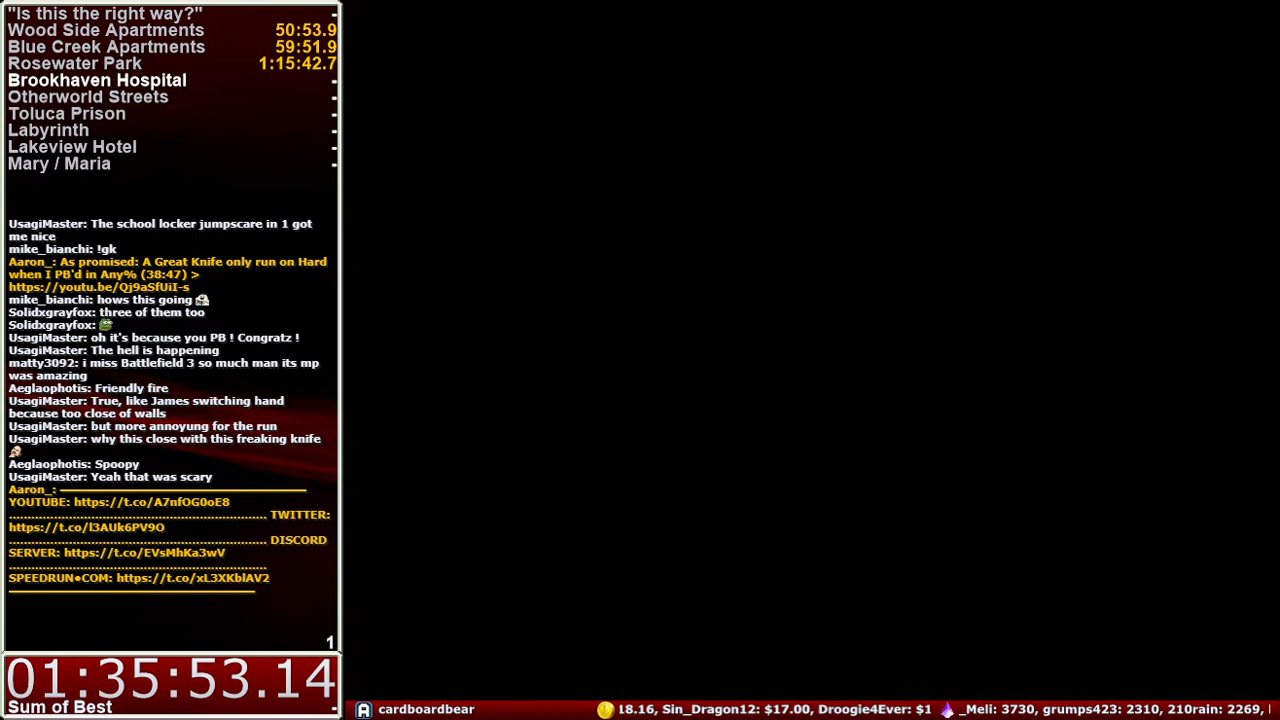 "Is this the right way?" -
Wood Side Apartments 50:53.9
Blue Creek Apartments 59:51.9
Rosewater Park 1:15:42.7
Brookhaven Hospital -
Otherworld Streets -
Toluca Prison -
Labyrinth -
Lakeview Hotel -
Mary / Maria -
UsagiMaster: The school locker jumpscare in 1 got
me nice
mike_bianchi: !gk
Aaron_: As promised: A Great Knife only run on Hard
when I PB'd in Any% (38:47) >
https://youtu.be/Qj9aSfUiI-s
mike_bianchi: hows this going
Solidxgrayfox: three of them too
Solidxgrayfox:
UsagiMaster: oh it's because you PB ! Congratz !
UsagiMaster: The hell is happening
matty3092: i miss Battlefield 3 so much man its mp
was amazing
Aeglaophotis: Friendly fire
UsagiMaster: True, like James switching hand
because too close of walls
UsagiMaster: but more annoyung for the run
UsagiMaster: why this close with this freaking knife
Aeglaophotis: Spoopy
UsagiMaster: Yeah that was scary
Aaron_:
YOUTUBE: https://t.co/A7nfOG0oE8
TWITTER:
https://t.co/l3AUk6PV9O
DISCORD
SERVER: https://t.co/EVsMhKa3wV
SPEEDRUN●COM: https://t.co/xL3XKblAV2
1
01:35:53.14
Sum of Best -
cardboardbear 18.16, Sin_Dragon12: $17.00, Droogie4Ever: $1 _Meli: 3730, grumps423: 2310, 210rain: 2269,